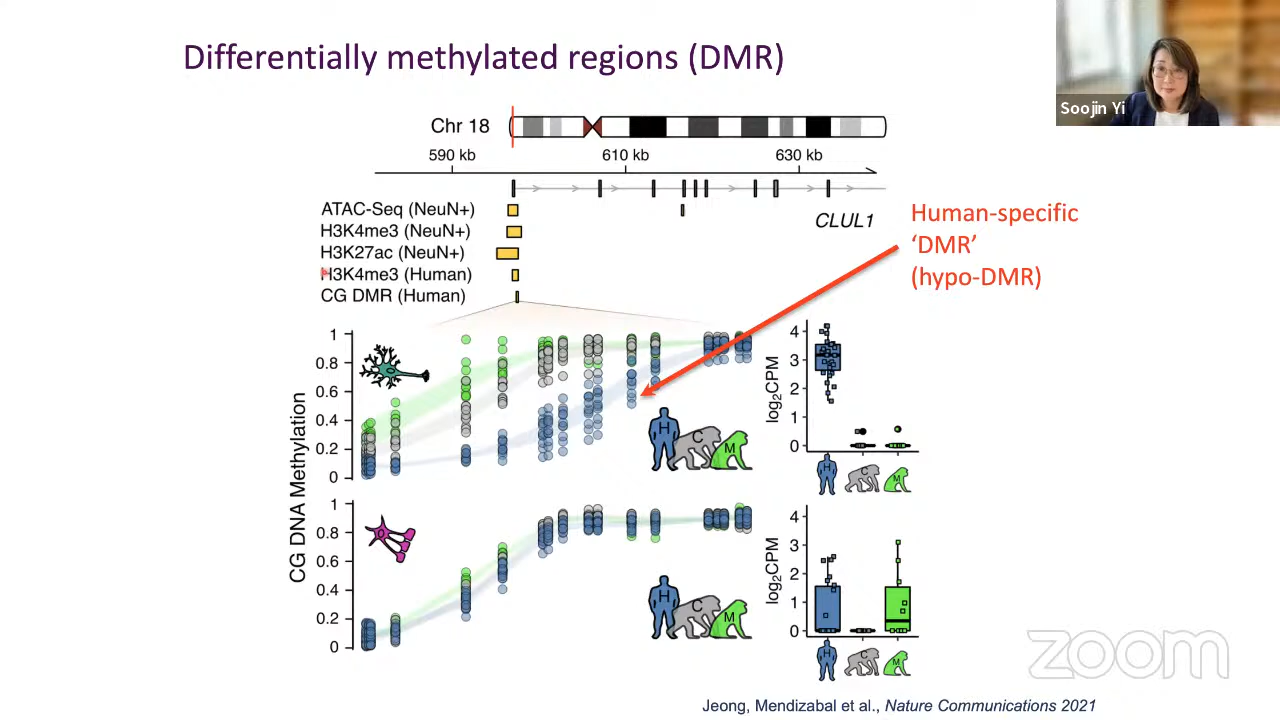 Differentially methylated regions (DMR)
Soojin Yi
Chr 18
590 kb 610 kb 630 kb
ATAC-Seq (NeuN+)
H3K4me3 (NeuN+)
H3K27ac (NeuN+)
H3K4me3 (Human)
CG DMR (Human)
CLUL1
Human-specific
‘DMR’
(hypo-DMR)
CG DNA Methylation
1
0.8
0.6
0.4
0.2
0
H C M
log2CPM
4
3
2
1
0
H C M
1
0.8
0.6
0.4
0.2
0
H C M
log2CPM
4
3
2
1
0
H C M
zoom
Jeong, Mendizabal et al., Nature Communications 2021